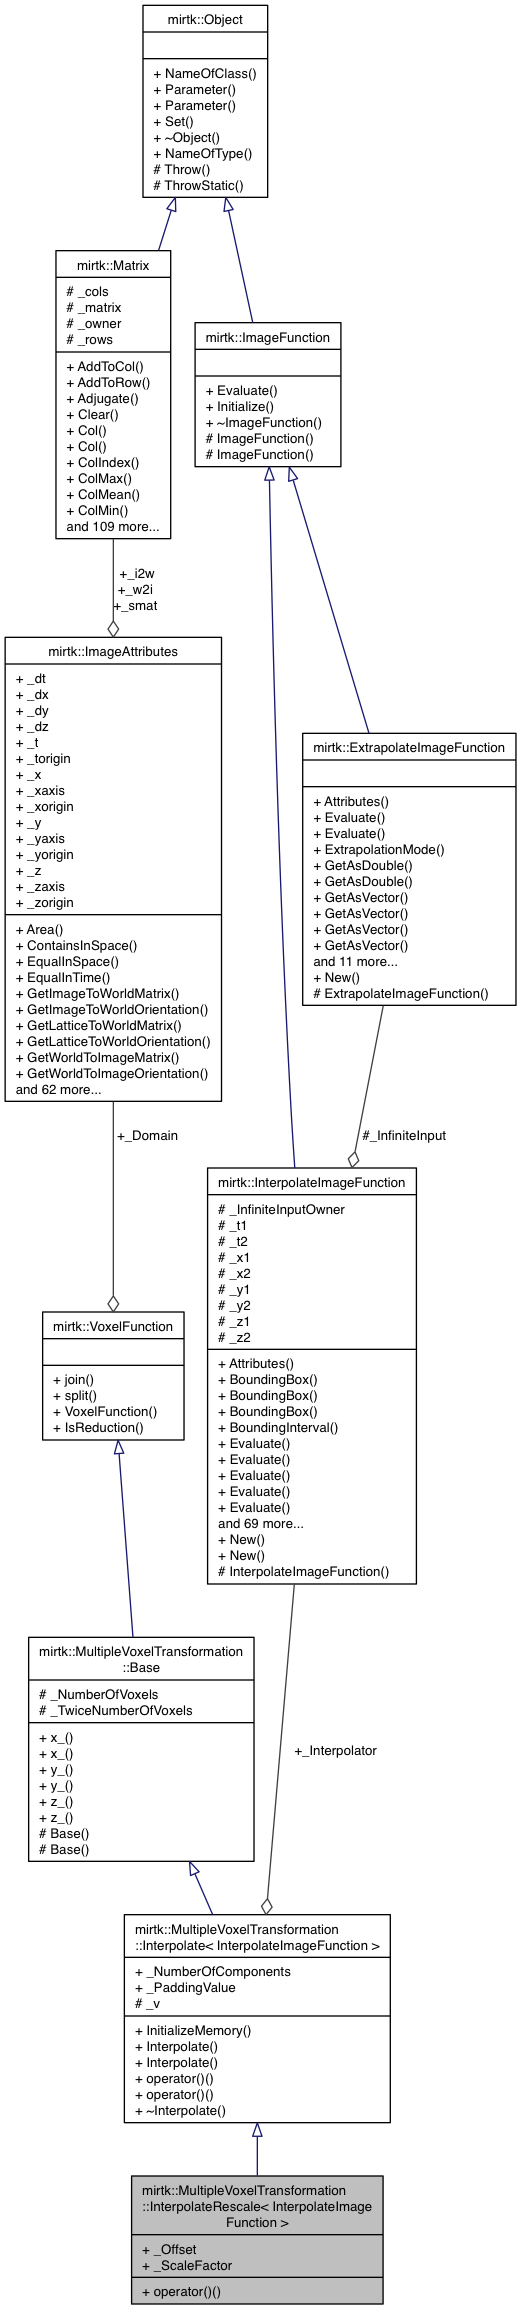 mirtk::Object
+ NameOfClass()
+ Parameter()
+ Parameter()
+ Set()
+ ~Object()
+ NameOfType()
# Throw()
# ThrowStatic()
mirtk::Matrix
# _cols
# _matrix
# _owner
# _rows
+ AddToCol()
+ AddToRow()
+ Adjugate()
+ Clear()
+ Col()
+ Col()
+ ColIndex()
+ ColMax()
+ ColMean()
+ ColMin()
and 109 more...
mirtk::ImageFunction
+ Evaluate()
+ Initialize()
+ ~ImageFunction()
# ImageFunction()
# ImageFunction()
+_i2w
+_w2i
+_smat
mirtk::ImageAttributes
+ _dt
+ _dx
+ _dy
+ _dz
+ _t
+ _torigin
+ _x
+ _xaxis
+ _xorigin
+ _y
+ _yaxis
+ _yorigin
+ _z
+ _zaxis
+ _zorigin
+ Area()
+ ContainsInSpace()
+ EqualInSpace()
+ EqualInTime()
+ GetImageToWorldMatrix()
+ GetImageToWorldOrientation()
+ GetLatticeToWorldMatrix()
+ GetLatticeToWorldOrientation()
+ GetWorldToImageMatrix()
+ GetWorldToImageOrientation()
and 62 more...
mirtk::ExtrapolateImageFunction
+ Attributes()
+ Evaluate()
+ Evaluate()
+ ExtrapolationMode()
+ GetAsDouble()
+ GetAsDouble()
+ GetAsVector()
+ GetAsVector()
+ GetAsVector()
+ GetAsVector()
and 11 more...
+ New()
# ExtrapolateImageFunction()
+_Domain
#_InfiniteInput
mirtk::InterpolateImageFunction
# _InfiniteInputOwner
# _t1
# _t2
# _x1
# _x2
# _y1
# _y2
# _z1
# _z2
+ Attributes()
+ BoundingBox()
+ BoundingBox()
+ BoundingBox()
+ BoundingInterval()
+ Evaluate()
+ Evaluate()
+ Evaluate()
+ Evaluate()
+ Evaluate()
and 69 more...
+ New()
+ New()
# InterpolateImageFunction()
mirtk::VoxelFunction
+ join()
+ split()
+ VoxelFunction()
+ IsReduction()
mirtk::MultipleVoxelTransformation
::Base
# _NumberOfVoxels
# _TwiceNumberOfVoxels
+ x_()
+ x_()
+ y_()
+ y_()
+ z_()
+ z_()
# Base()
# Base()
+_Interpolator
mirtk::MultipleVoxelTransformation
::Interpolate< InterpolateImageFunction >
+ _NumberOfComponents
+ _PaddingValue
# _v
+ InitializeMemory()
+ Interpolate()
+ Interpolate()
+ operator()()
+ operator()()
+ ~Interpolate()
mirtk::MultipleVoxelTransformation
::InterpolateRescale< InterpolateImage
Function >
+ _Offset
+ _ScaleFactor
+ operator()()